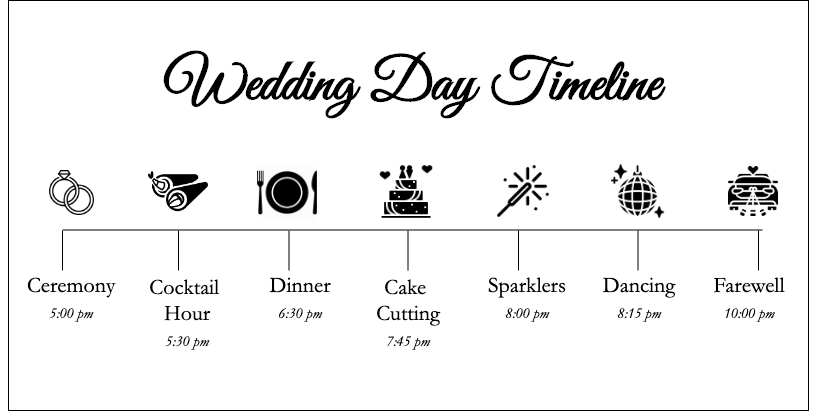 Wedding Day Timeline
Ceremony
5:00 pm
Cocktail
Hour
5:30 pm
Dinner
6:30 pm
Cake
Cutting
7:45 pm
Sparklers
8:00 pm
Dancing
8:15 pm
Farewell
10:00 pm